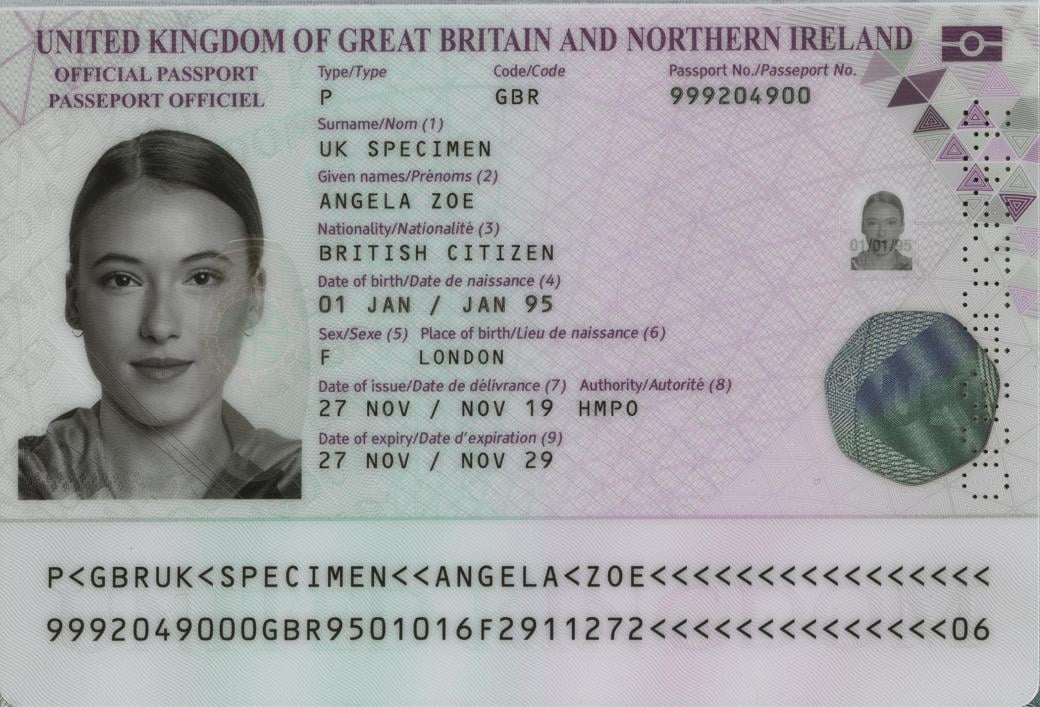 UNITED KINGDOM OF GREAT BRITAIN AND NORTHERN IRELAND
OFFICIAL PASSPORT
PASSEPORT OFFICIEL
Type/Type Code/Code Passport No./Passeport No.
P GBR 999204900
Surname/Nom (1)
UK SPECIMEN
Given names/Prénoms (2)
ANGELA ZOE
Nationality/Nationalité (3)
BRITISH CITIZEN
Date of birth/Date de naissance (4)
01 JAN / JAN 95
01/01/95
Sex/Sexe (5) Place of birth/Lieu de naissance (6)
F LONDON
Date of issue/Date de délivrance (7) Authority/Autorité (8)
27 NOV / NOV 19 HMPO
Date of expiry/Date d'expiration (9)
27 NOV / NOV 29
P<GBRUK<SPECIMEN<<ANGELA<ZOE<<<<<<<<<<<<<<<<
9992049000GBR9501016F2911272<<<<<<<<<<<<<<06